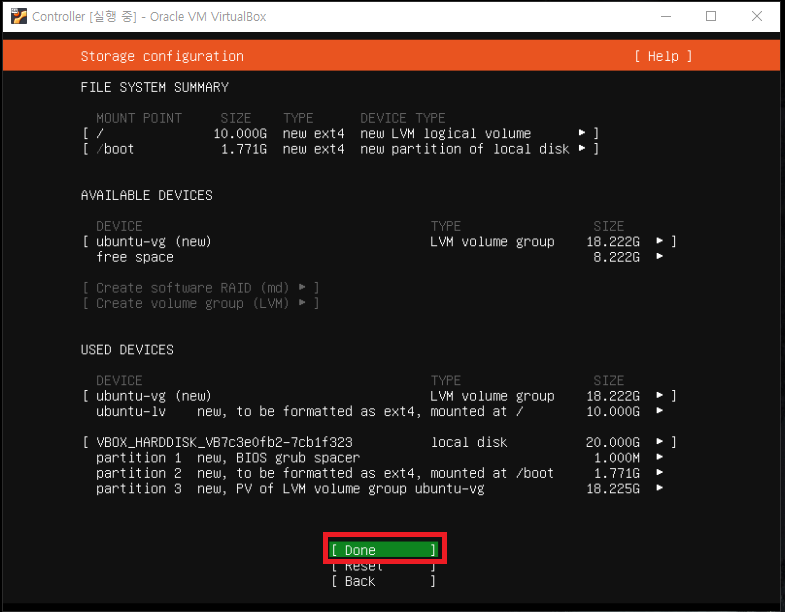 Controller [실행 중] - Oracle VM VirtualBox
Storage configuration [ Help ]
FILE SYSTEM SUMMARY
MOUNT POINT SIZE TYPE DEVICE TYPE
[ / 10.000G new ext4 new LVM logical volume ▸ ]
[ /boot 1.771G new ext4 new partition of local disk ▸ ]
AVAILABLE DEVICES
DEVICE TYPE SIZE
[ ubuntu-vg (new) LVM volume group 18.222G ▸ ]
free space 8.222G ▸
[ Create software RAID (md) ▸ ]
[ Create volume group (LVM) ▸ ]
USED DEVICES
DEVICE TYPE SIZE
[ ubuntu-vg (new) LVM volume group 18.222G ▸ ]
ubuntu-lv new, to be formatted as ext4, mounted at / 10.000G ▸
[ VBOX_HARDDISK_VB7c3e0fb2-7cb1f323 local disk 20.000G ▸ ]
partition 1 new, BIOS grub spacer 1.000M ▸
partition 2 new, to be formatted as ext4, mounted at /boot 1.771G ▸
partition 3 new, PV of LVM volume group ubuntu-vg 18.225G ▸
[ Done ]
[ Reset ]
[ Back ]